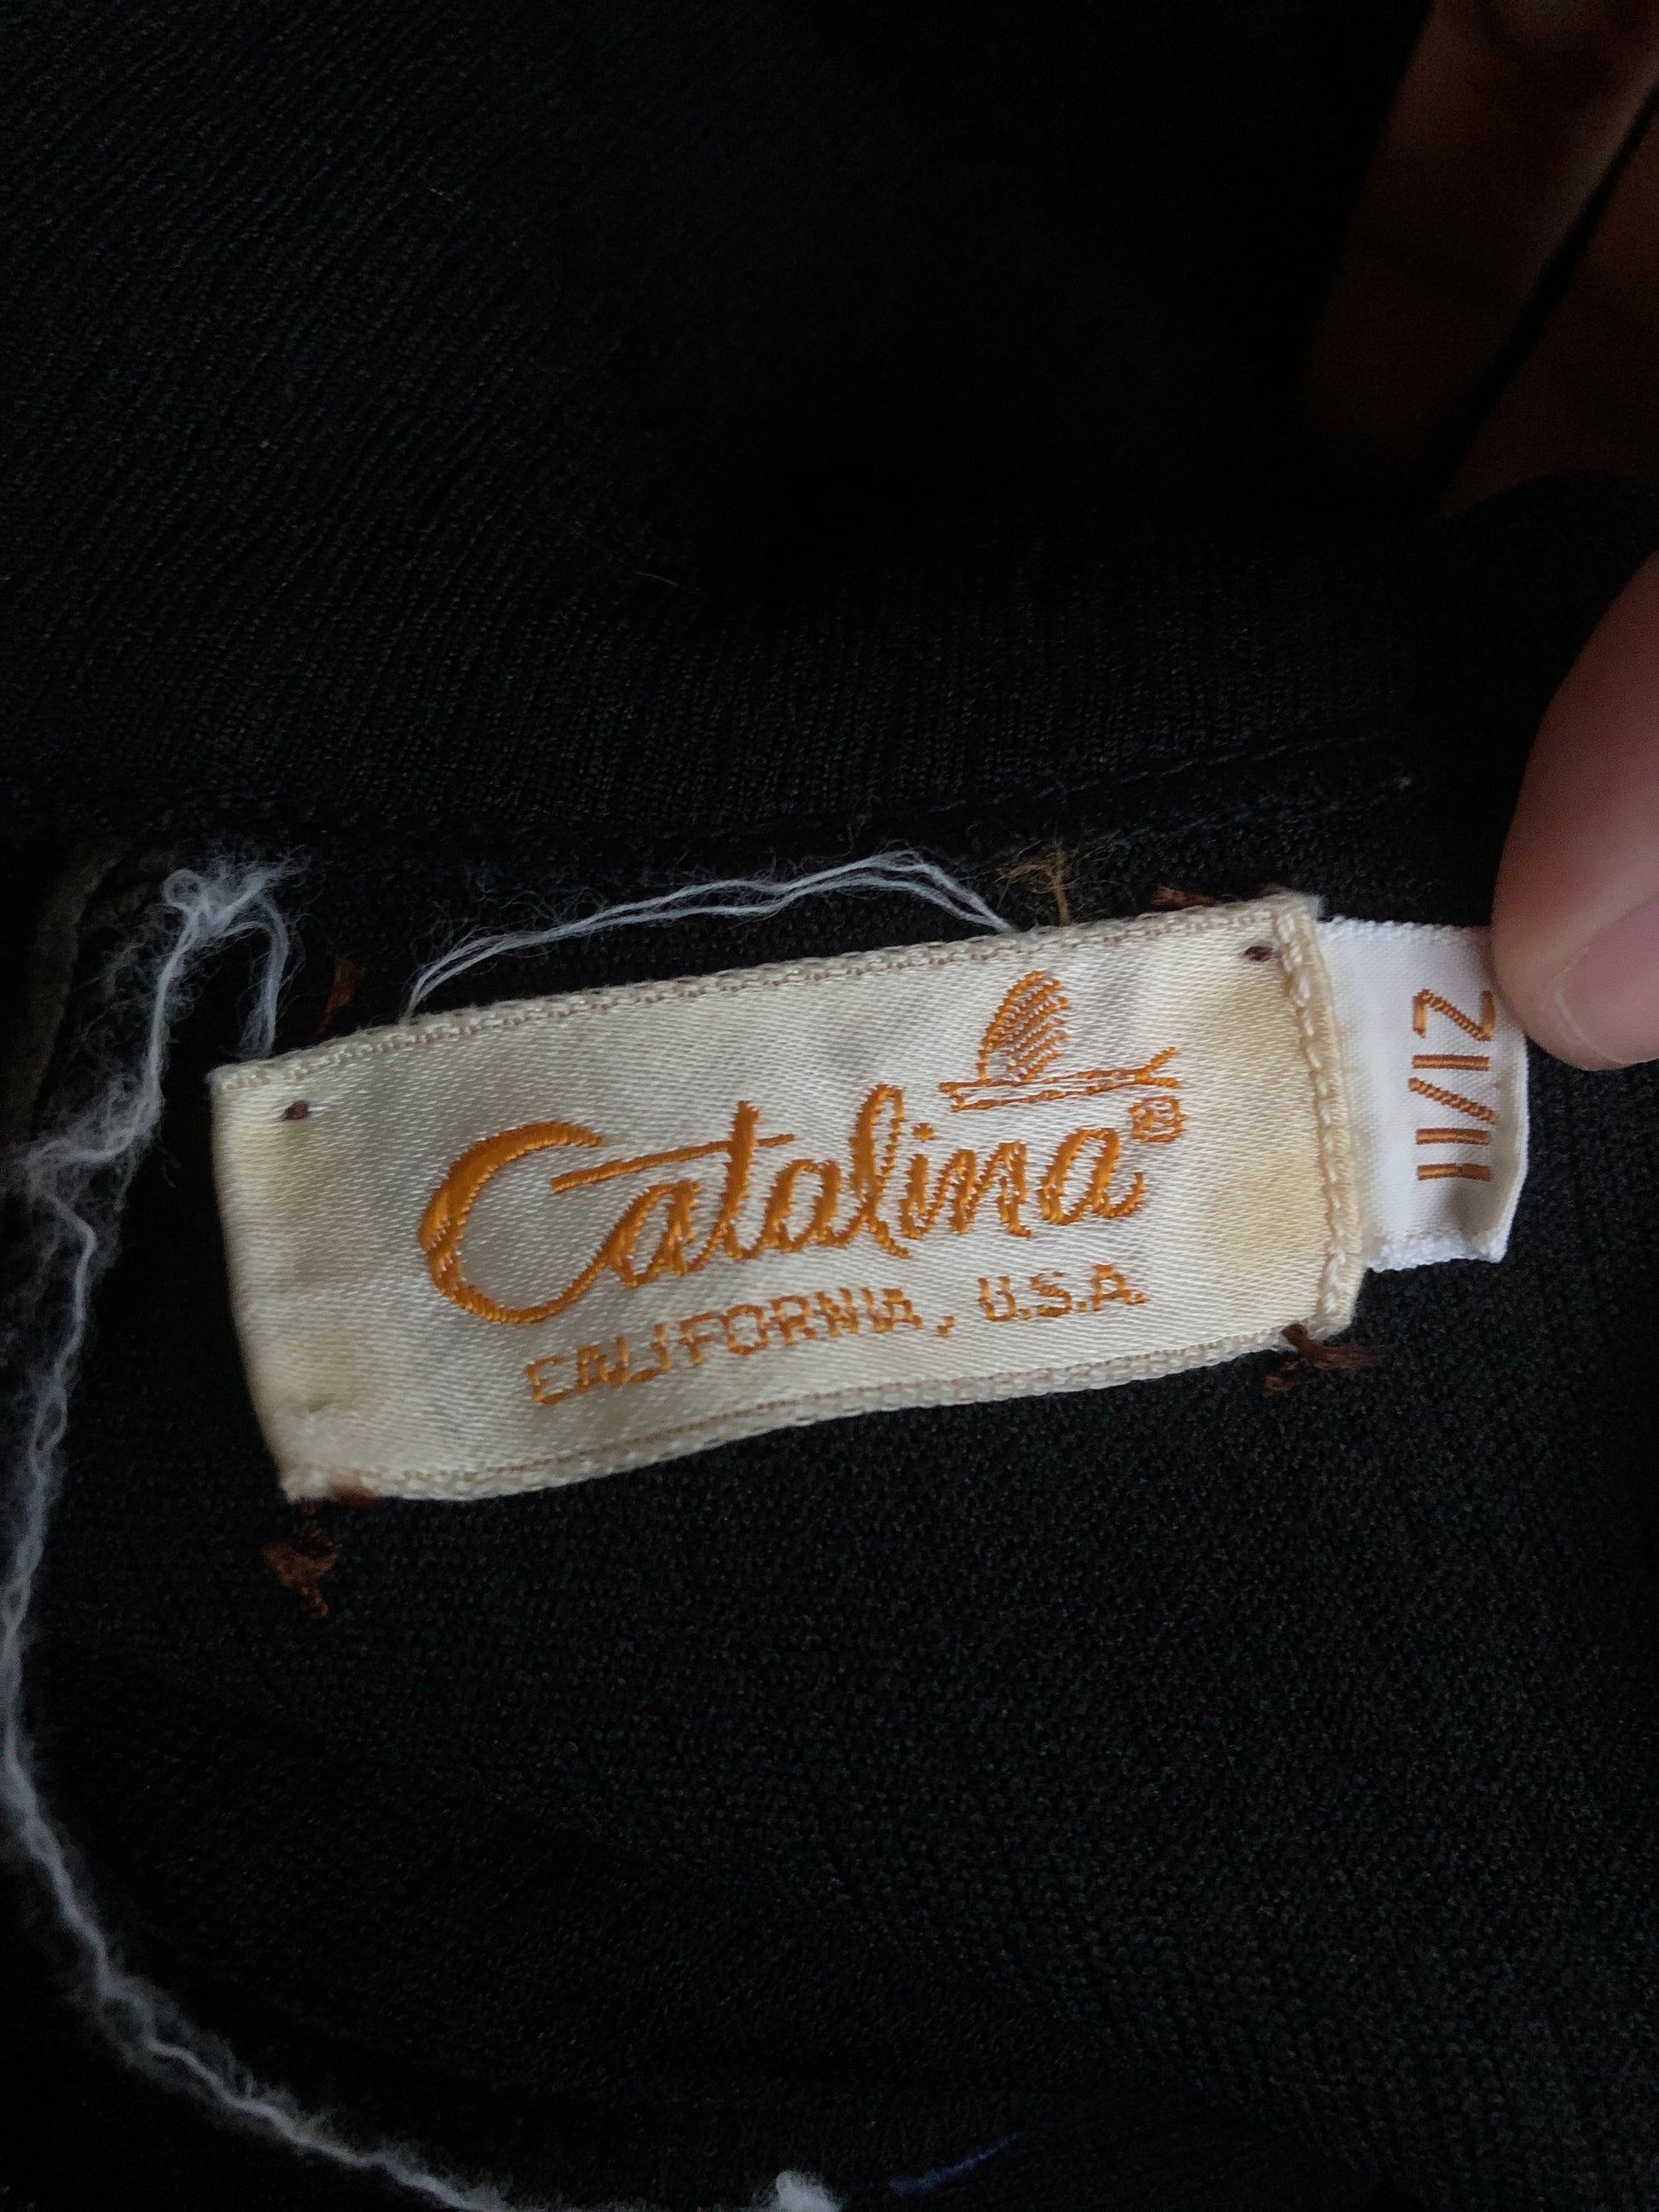 Catalina®
CALIFORNIA, U.S.A.
11/12